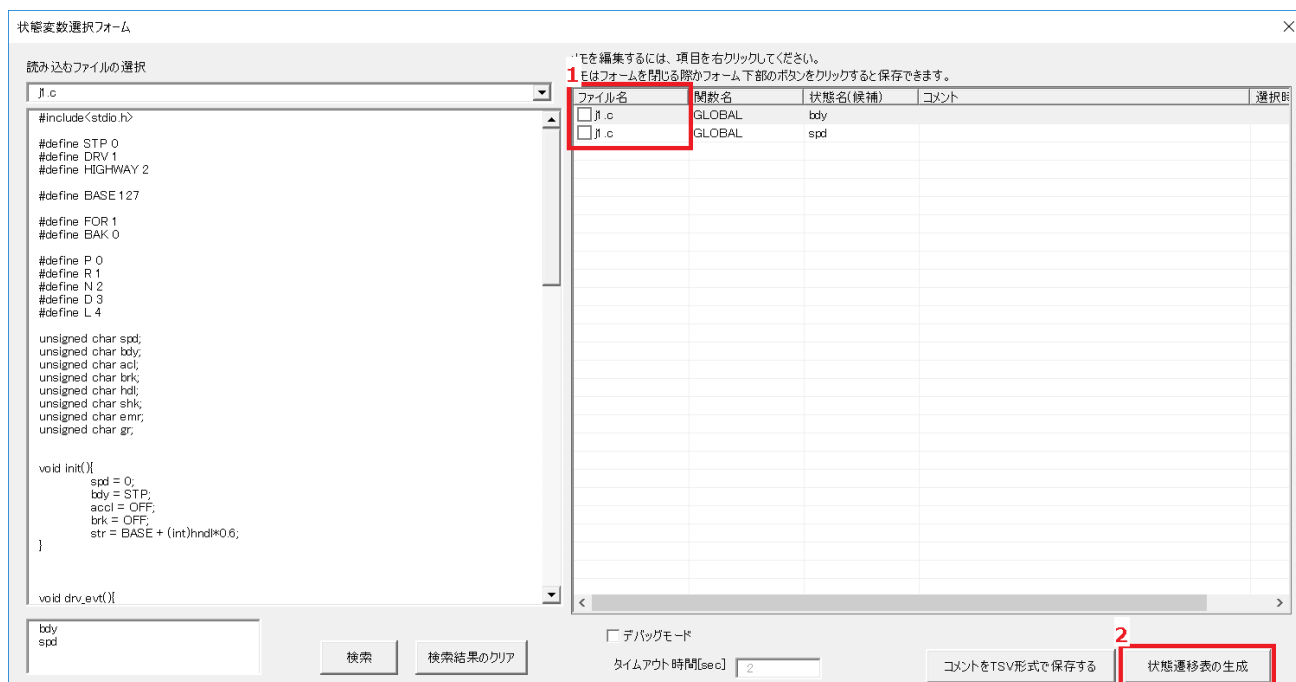 状態変数選択フォーム
読み込むファイルの選択
j1.c
#include<stdio.h>
#define STP 0
#define DRV 1
#define HIGHWAY 2
#define BASE 127
#define FOR 1
#define BAK 0
#define P 0
#define R 1
#define N 2
#define D 3
#define L 4
unsigned char spd;
unsigned char bdy;
unsigned char acl;
unsigned char brk;
unsigned char hdl;
unsigned char shk;
unsigned char emr;
unsigned char gr;
void init(){
spd = 0;
bdy = STP;
accl = OFF;
brk = OFF;
str = BASE + (int)hndl*0.6;
}
void drv_evt(){
bdy
spd
検索
検索結果のクリア
モを編集するには、項目を右クリックしてください。
1
モはフォームを閉じる際かフォーム下部のボタンをクリックすると保存できます。
ファイル名 関数名 状態名(候補) コメント 選択時
j1.c GLOBAL bdy
j1.c GLOBAL spd
デバッグモード
タイムアウト時間[sec] 2
コメントをTSV形式で保存する
2
状態遷移表の生成